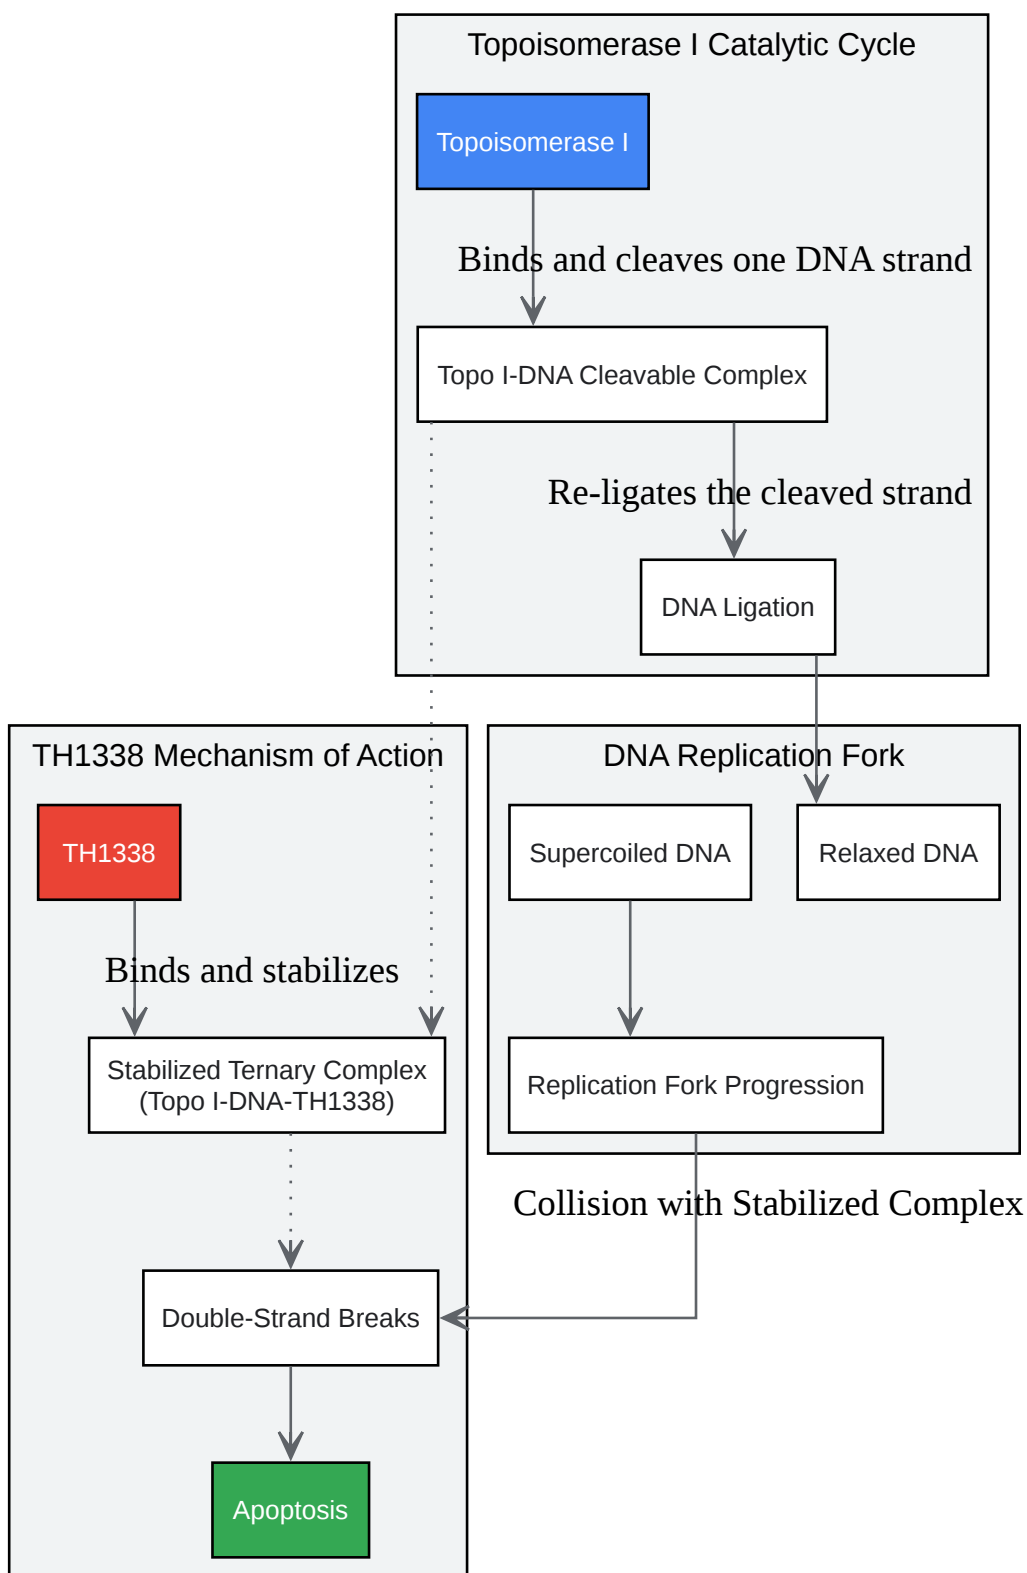 Topoisomerase I Catalytic Cycle
Topoisomerase I
Binds and cleaves one DNA strand
Topo I-DNA Cleavable Complex
Re-ligates the cleaved strand
DNA Ligation
TH1338 Mechanism of Action
DNA Replication Fork
TH1338
Supercoiled DNA
Relaxed DNA
Binds and stabilizes
Stabilized Ternary Complex
(Topo I-DNA-TH1338)
Replication Fork Progression
Collision with Stabilized Complex
Double-Strand Breaks
Apoptosis